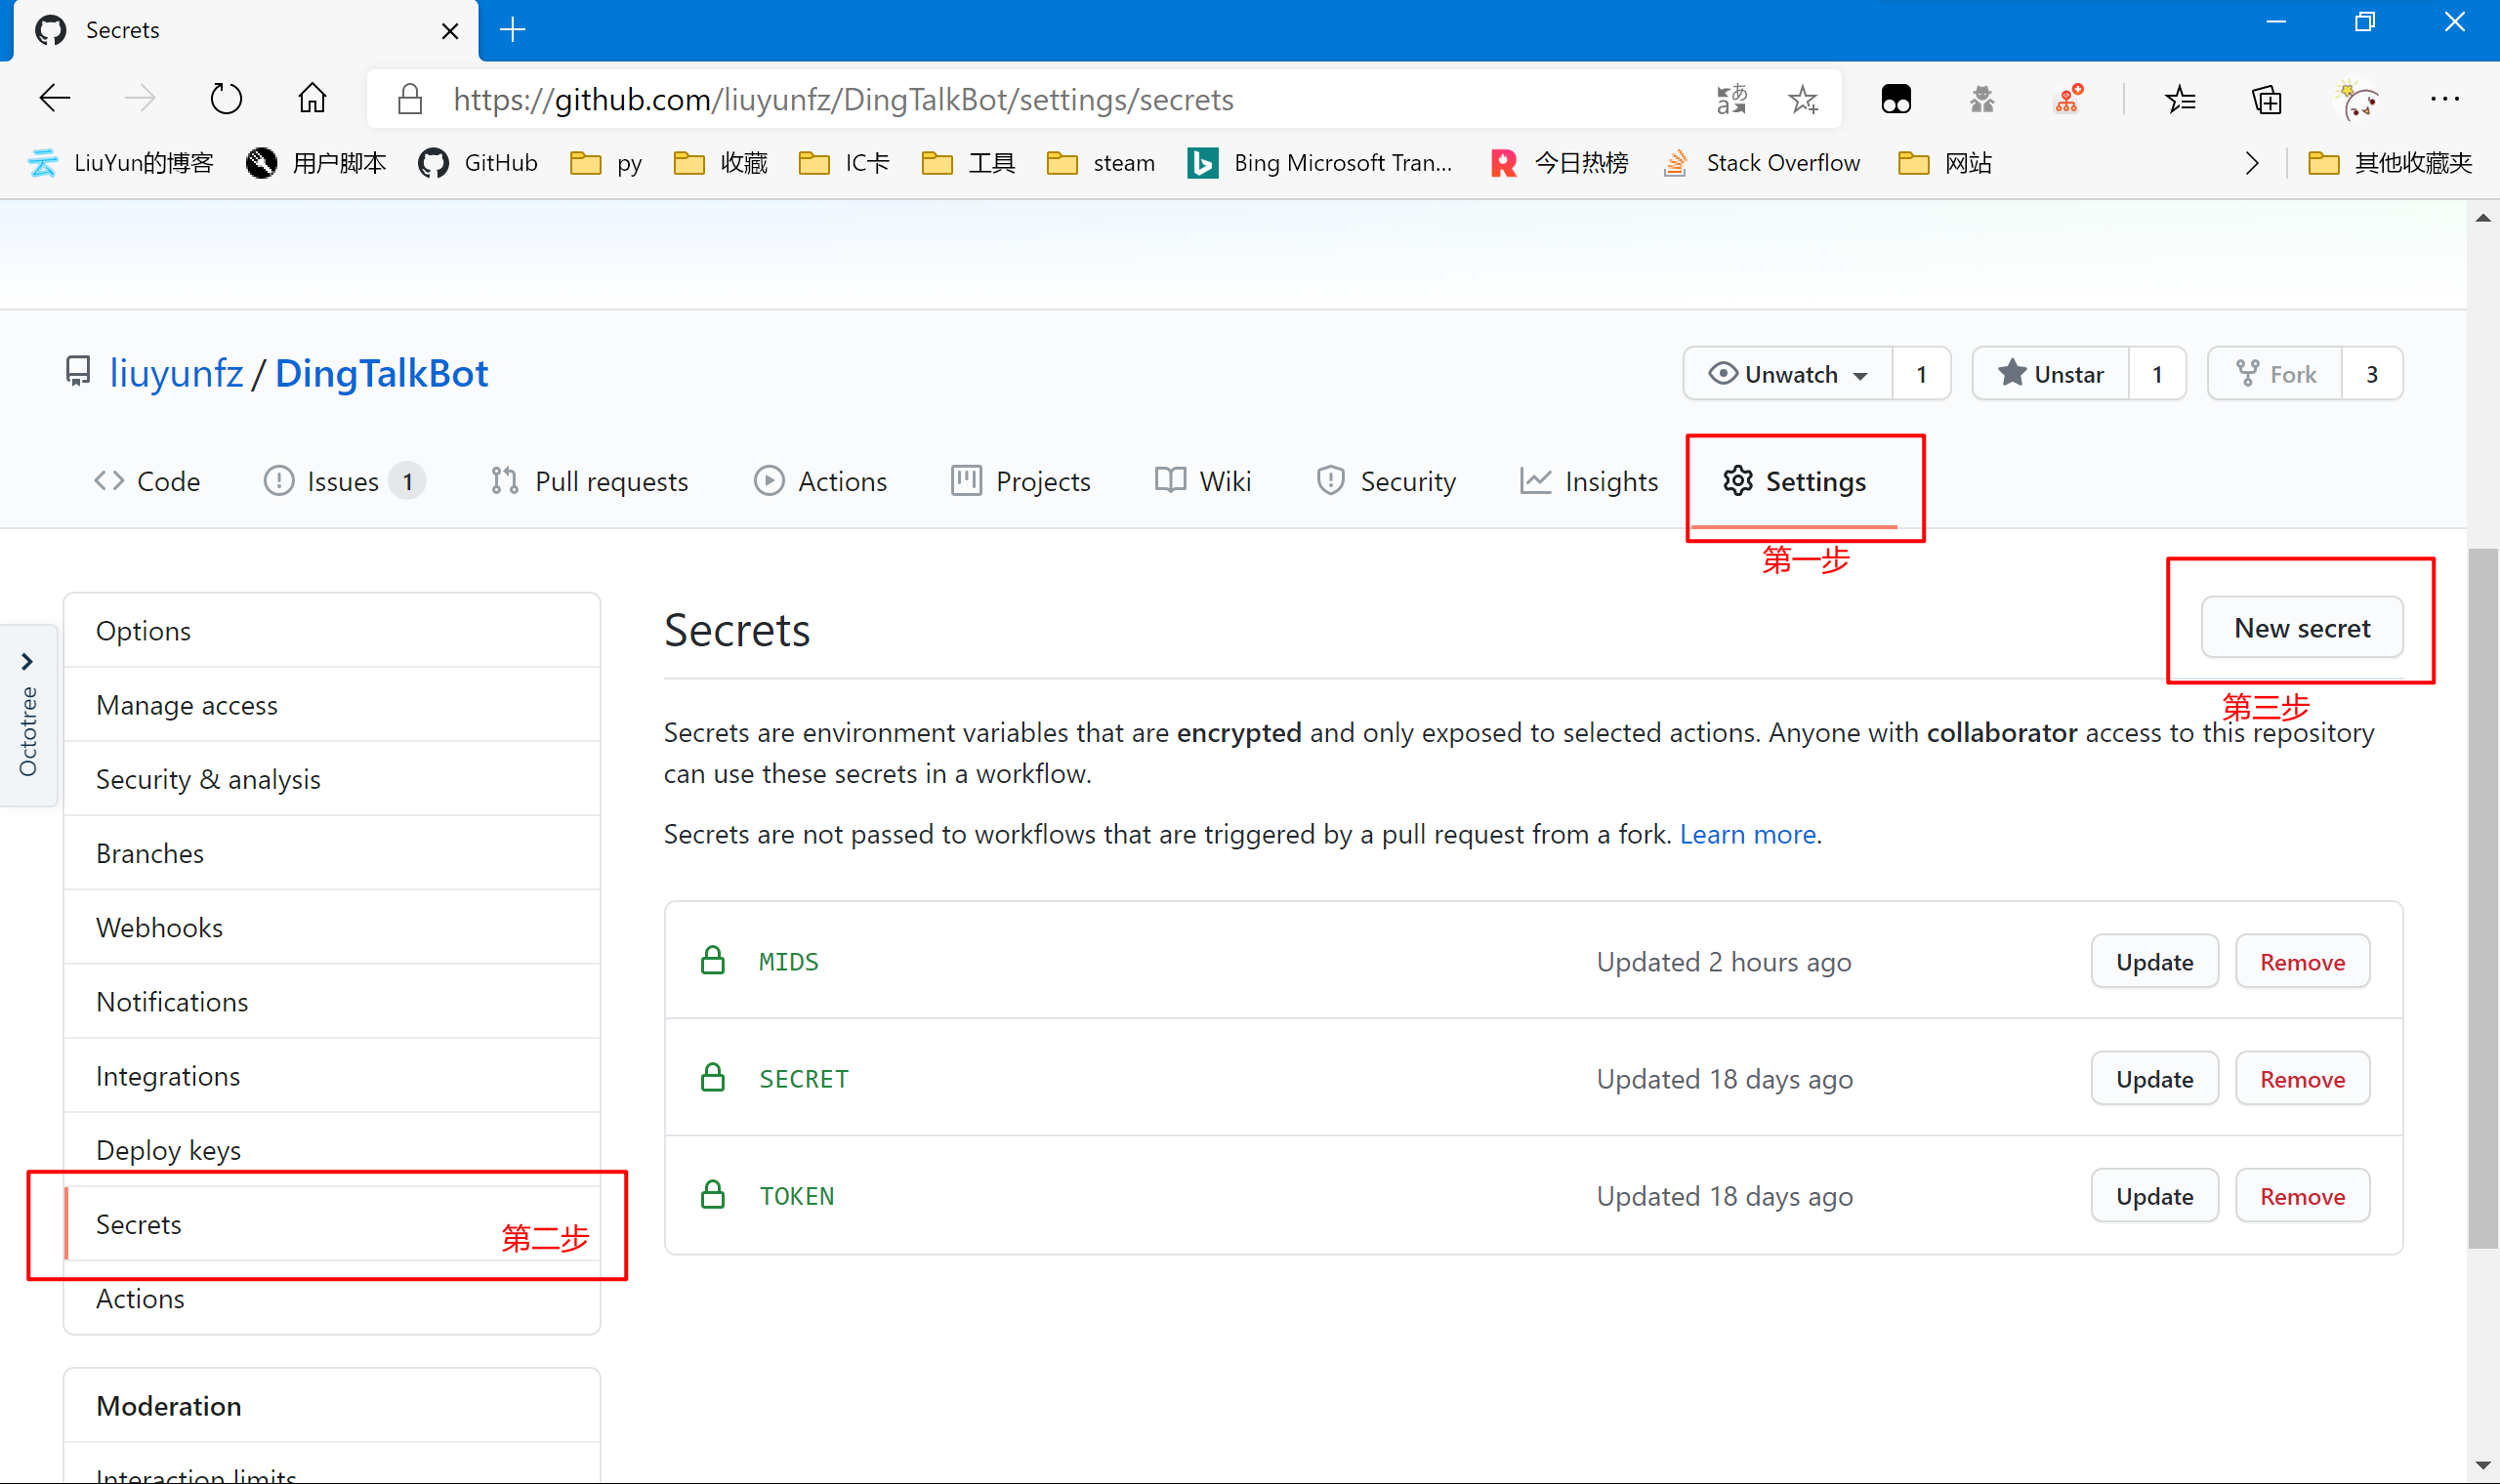 Secrets
https://github.com/liuyunfz/DingTalkBot/settings/secrets
LiuYun的博客 用户脚本 GitHub py 收藏 IC卡 工具 steam Bing Microsoft Tran... 今日热榜 Stack Overflow 网站 其他收藏夹
liuyunfz / DingTalkBot
Unwatch 1 Unstar 1 Fork 3
Code Issues 1 Pull requests Actions Projects Wiki Security Insights Settings
第一步
Octotree
Options
Manage access
Security & analysis
Branches
Webhooks
Notifications
Integrations
Deploy keys
Secrets 第二步
Actions
Moderation
Interaction limits
Secrets
New secret
第三步
Secrets are environment variables that are encrypted and only exposed to selected actions. Anyone with collaborator access to this repository
can use these secrets in a workflow.
Secrets are not passed to workflows that are triggered by a pull request from a fork. Learn more.
MIDS Updated 2 hours ago Update Remove
SECRET Updated 18 days ago Update Remove
TOKEN Updated 18 days ago Update Remove